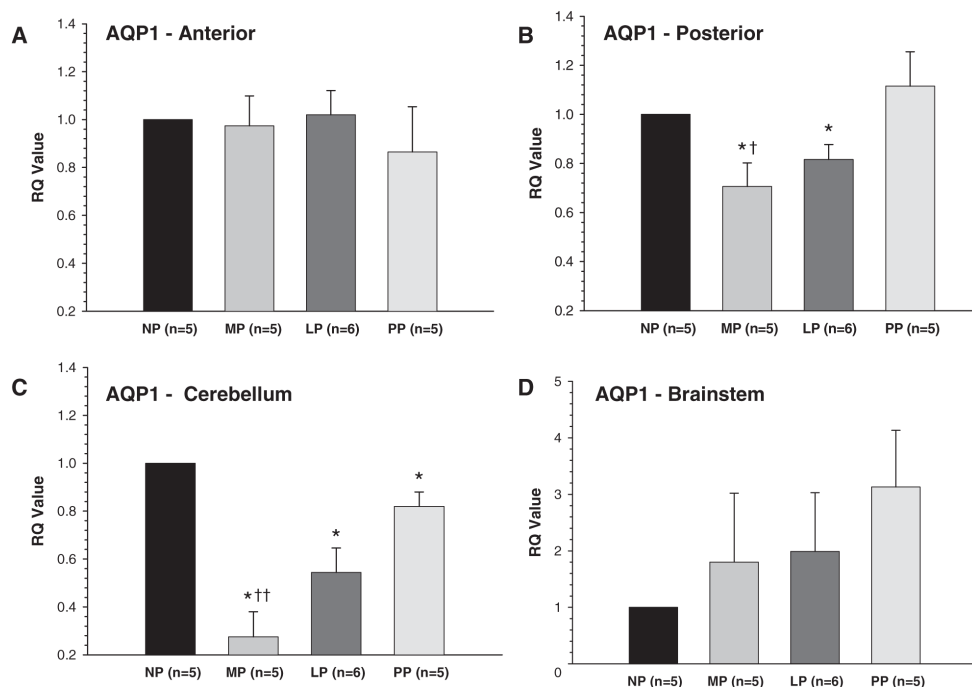 A
AQP1 - Anterior
RQ Value
1.4
1.2
1.0
0.8
0.6
0.4
0.2
NP (n=5) MP (n=5) LP (n=6) PP (n=5)
B
AQP1 - Posterior
RQ Value
1.4
1.2
1.0
0.8
0.6
0.4
0.2
*†
*
NP (n=5) MP (n=5) LP (n=6) PP (n=5)
C
AQP1 - Cerebellum
RQ Value
1.4
1.2
1.0
0.8
0.6
0.4
0.2
*††
*
*
NP (n=5) MP (n=5) LP (n=6) PP (n=5)
D
AQP1 - Brainstem
RQ Value
5
4
3
2
1
0
NP (n=5) MP (n=5) LP (n=6) PP (n=5)